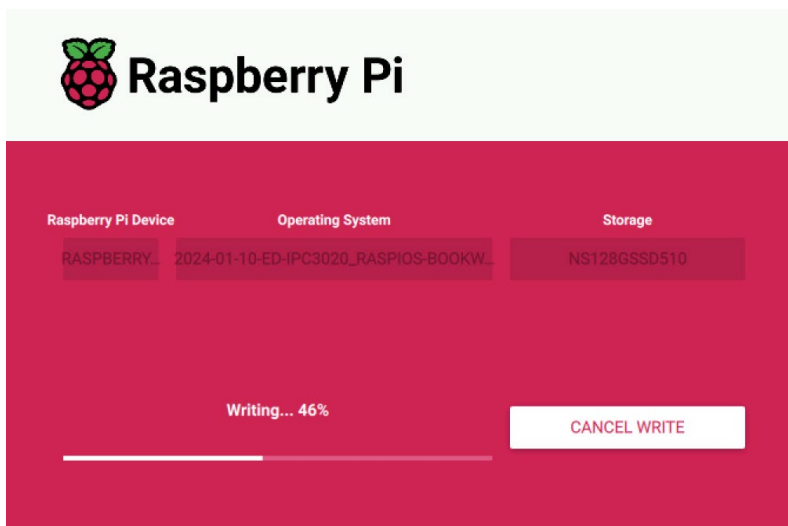 Raspberry Pi
Raspberry Pi Device Operating System Storage
RASPBERRY... 2024-01-10-ED-IPC3020_RASPIOS-BOOKW... NS128GSSD510
Writing... 46%
CANCEL WRITE